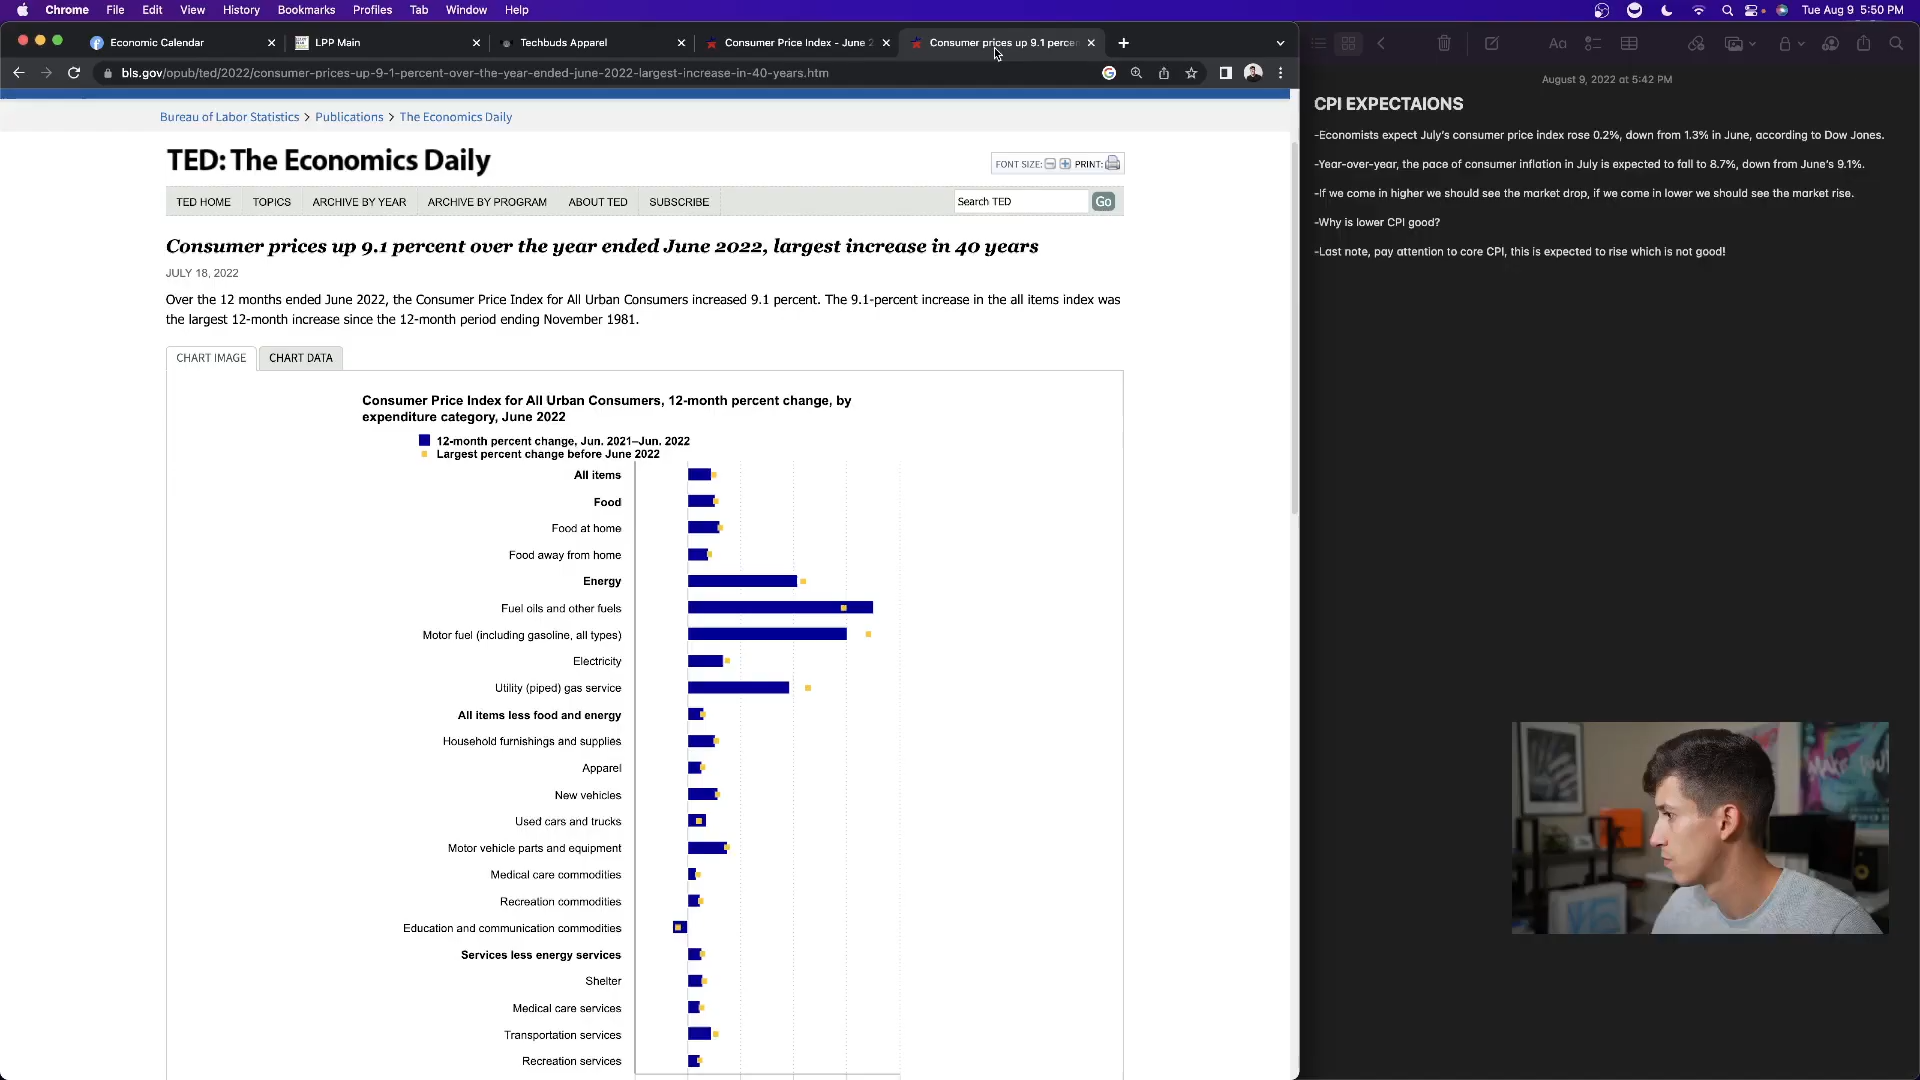 Chrome File Edit View History Bookmarks Profiles Tab Window Help
Tue Aug 9 5:50 PM
Economic Calendar
LPP Main
Techbuds Apparel
Consumer Price Index - June 2
Consumer prices up 9.1 percen
bls.gov/opub/ted/2022/consumer-prices-up-9-1-percent-over-the-year-ended-june-2022-largest-increase-in-40-years.htm
Bureau of Labor Statistics > Publications > The Economics Daily
TED: The Economics Daily
FONT SIZE: PRINT:
TED HOME TOPICS ARCHIVE BY YEAR ARCHIVE BY PROGRAM ABOUT TED SUBSCRIBE
Search TED Go
Consumer prices up 9.1 percent over the year ended June 2022, largest increase in 40 years
JULY 18, 2022
Over the 12 months ended June 2022, the Consumer Price Index for All Urban Consumers increased 9.1 percent. The 9.1-percent increase in the all items index was
the largest 12-month increase since the 12-month period ending November 1981.
CHART IMAGE CHART DATA
Consumer Price Index for All Urban Consumers, 12-month percent change, by
expenditure category, June 2022
12-month percent change, Jun. 2021–Jun. 2022
Largest percent change before June 2022
All items
Food
Food at home
Food away from home
Energy
Fuel oils and other fuels
Motor fuel (including gasoline, all types)
Electricity
Utility (piped) gas service
All items less food and energy
Household furnishings and supplies
Apparel
New vehicles
Used cars and trucks
Motor vehicle parts and equipment
Medical care commodities
Recreation commodities
Education and communication commodities
Services less energy services
Shelter
Medical care services
Transportation services
Recreation services
Aa
August 9, 2022 at 5:42 PM
CPI EXPECTAIONS
-Economists expect July's consumer price index rose 0.2%, down from 1.3% in June, according to Dow Jones.
-Year-over-year, the pace of consumer inflation in July is expected to fall to 8.7%, down from June's 9.1%.
-If we come in higher we should see the market drop, if we come in lower we should see the market rise.
-Why is lower CPI good?
-Last note, pay attention to core CPI, this is expected to rise which is not good!